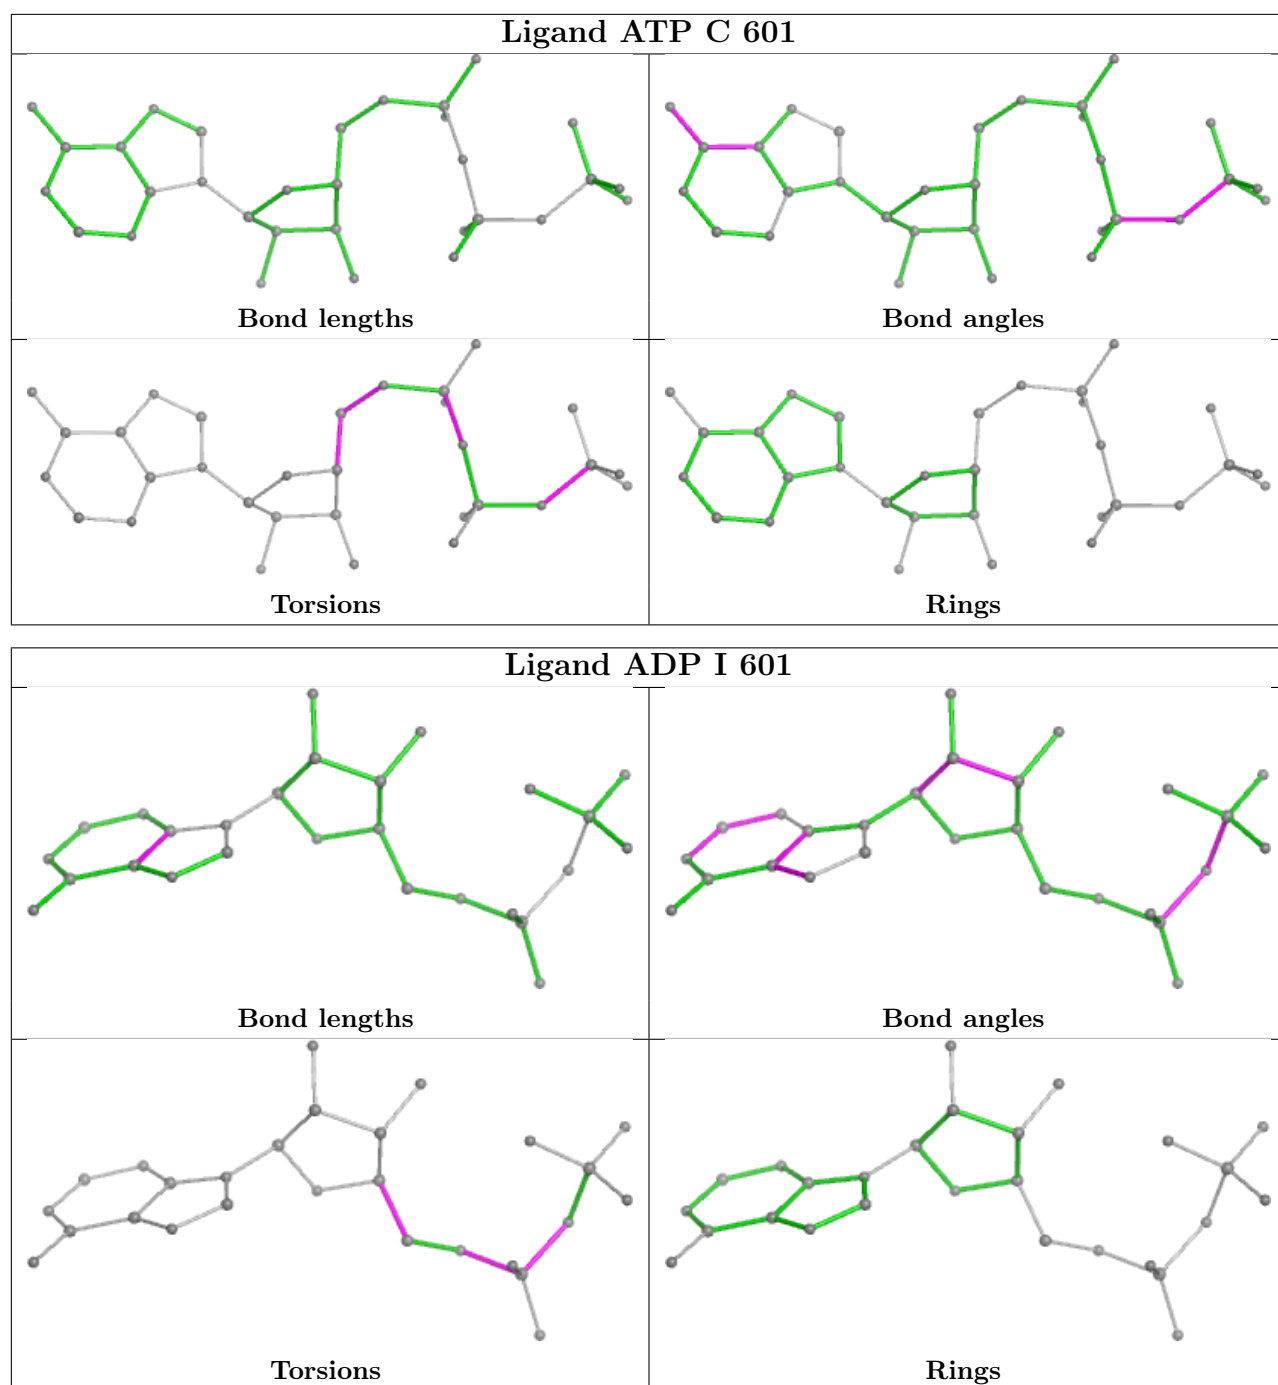 Ligand ATP C 601
Bond lengths
Bond angles
Torsions
Rings
Ligand ADP I 601
Bond lengths
Bond angles
Torsions
Rings